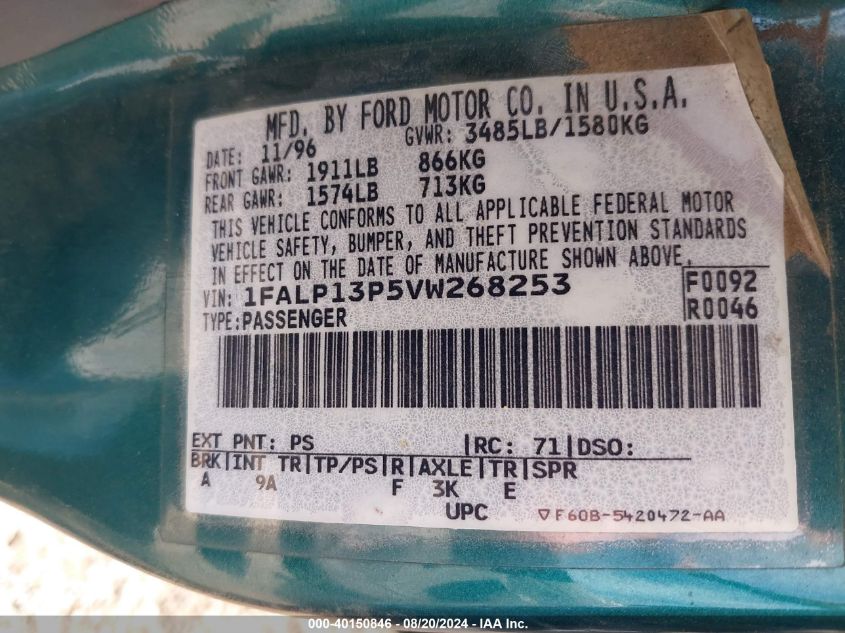 MFD. BY FORD MOTOR CO. IN U.S.A.
DATE: 11/96 GVWR: 3485LB/1580KG
FRONT GAWR: 1911LB 866KG
REAR GAWR: 1574LB 713KG
THIS VEHICLE CONFORMS TO ALL APPLICABLE FEDERAL MOTOR
VEHICLE SAFETY, BUMPER, AND THEFT PREVENTION STANDARDS
IN EFFECT ON THE DATE OF MANUFACTURE SHOWN ABOVE.
VIN: 1FALP13P5VW268253 F0092
TYPE:PASSENGER R0046
EXT PNT: PS |RC: 71|DSO:
BRK|INT TR|TP/PS|R|AXLE|TR|SPR
A 9A F 3K E
UPC ▽F60B-5420472-AA
000-40150846 - 08/20/2024 - IAA Inc.